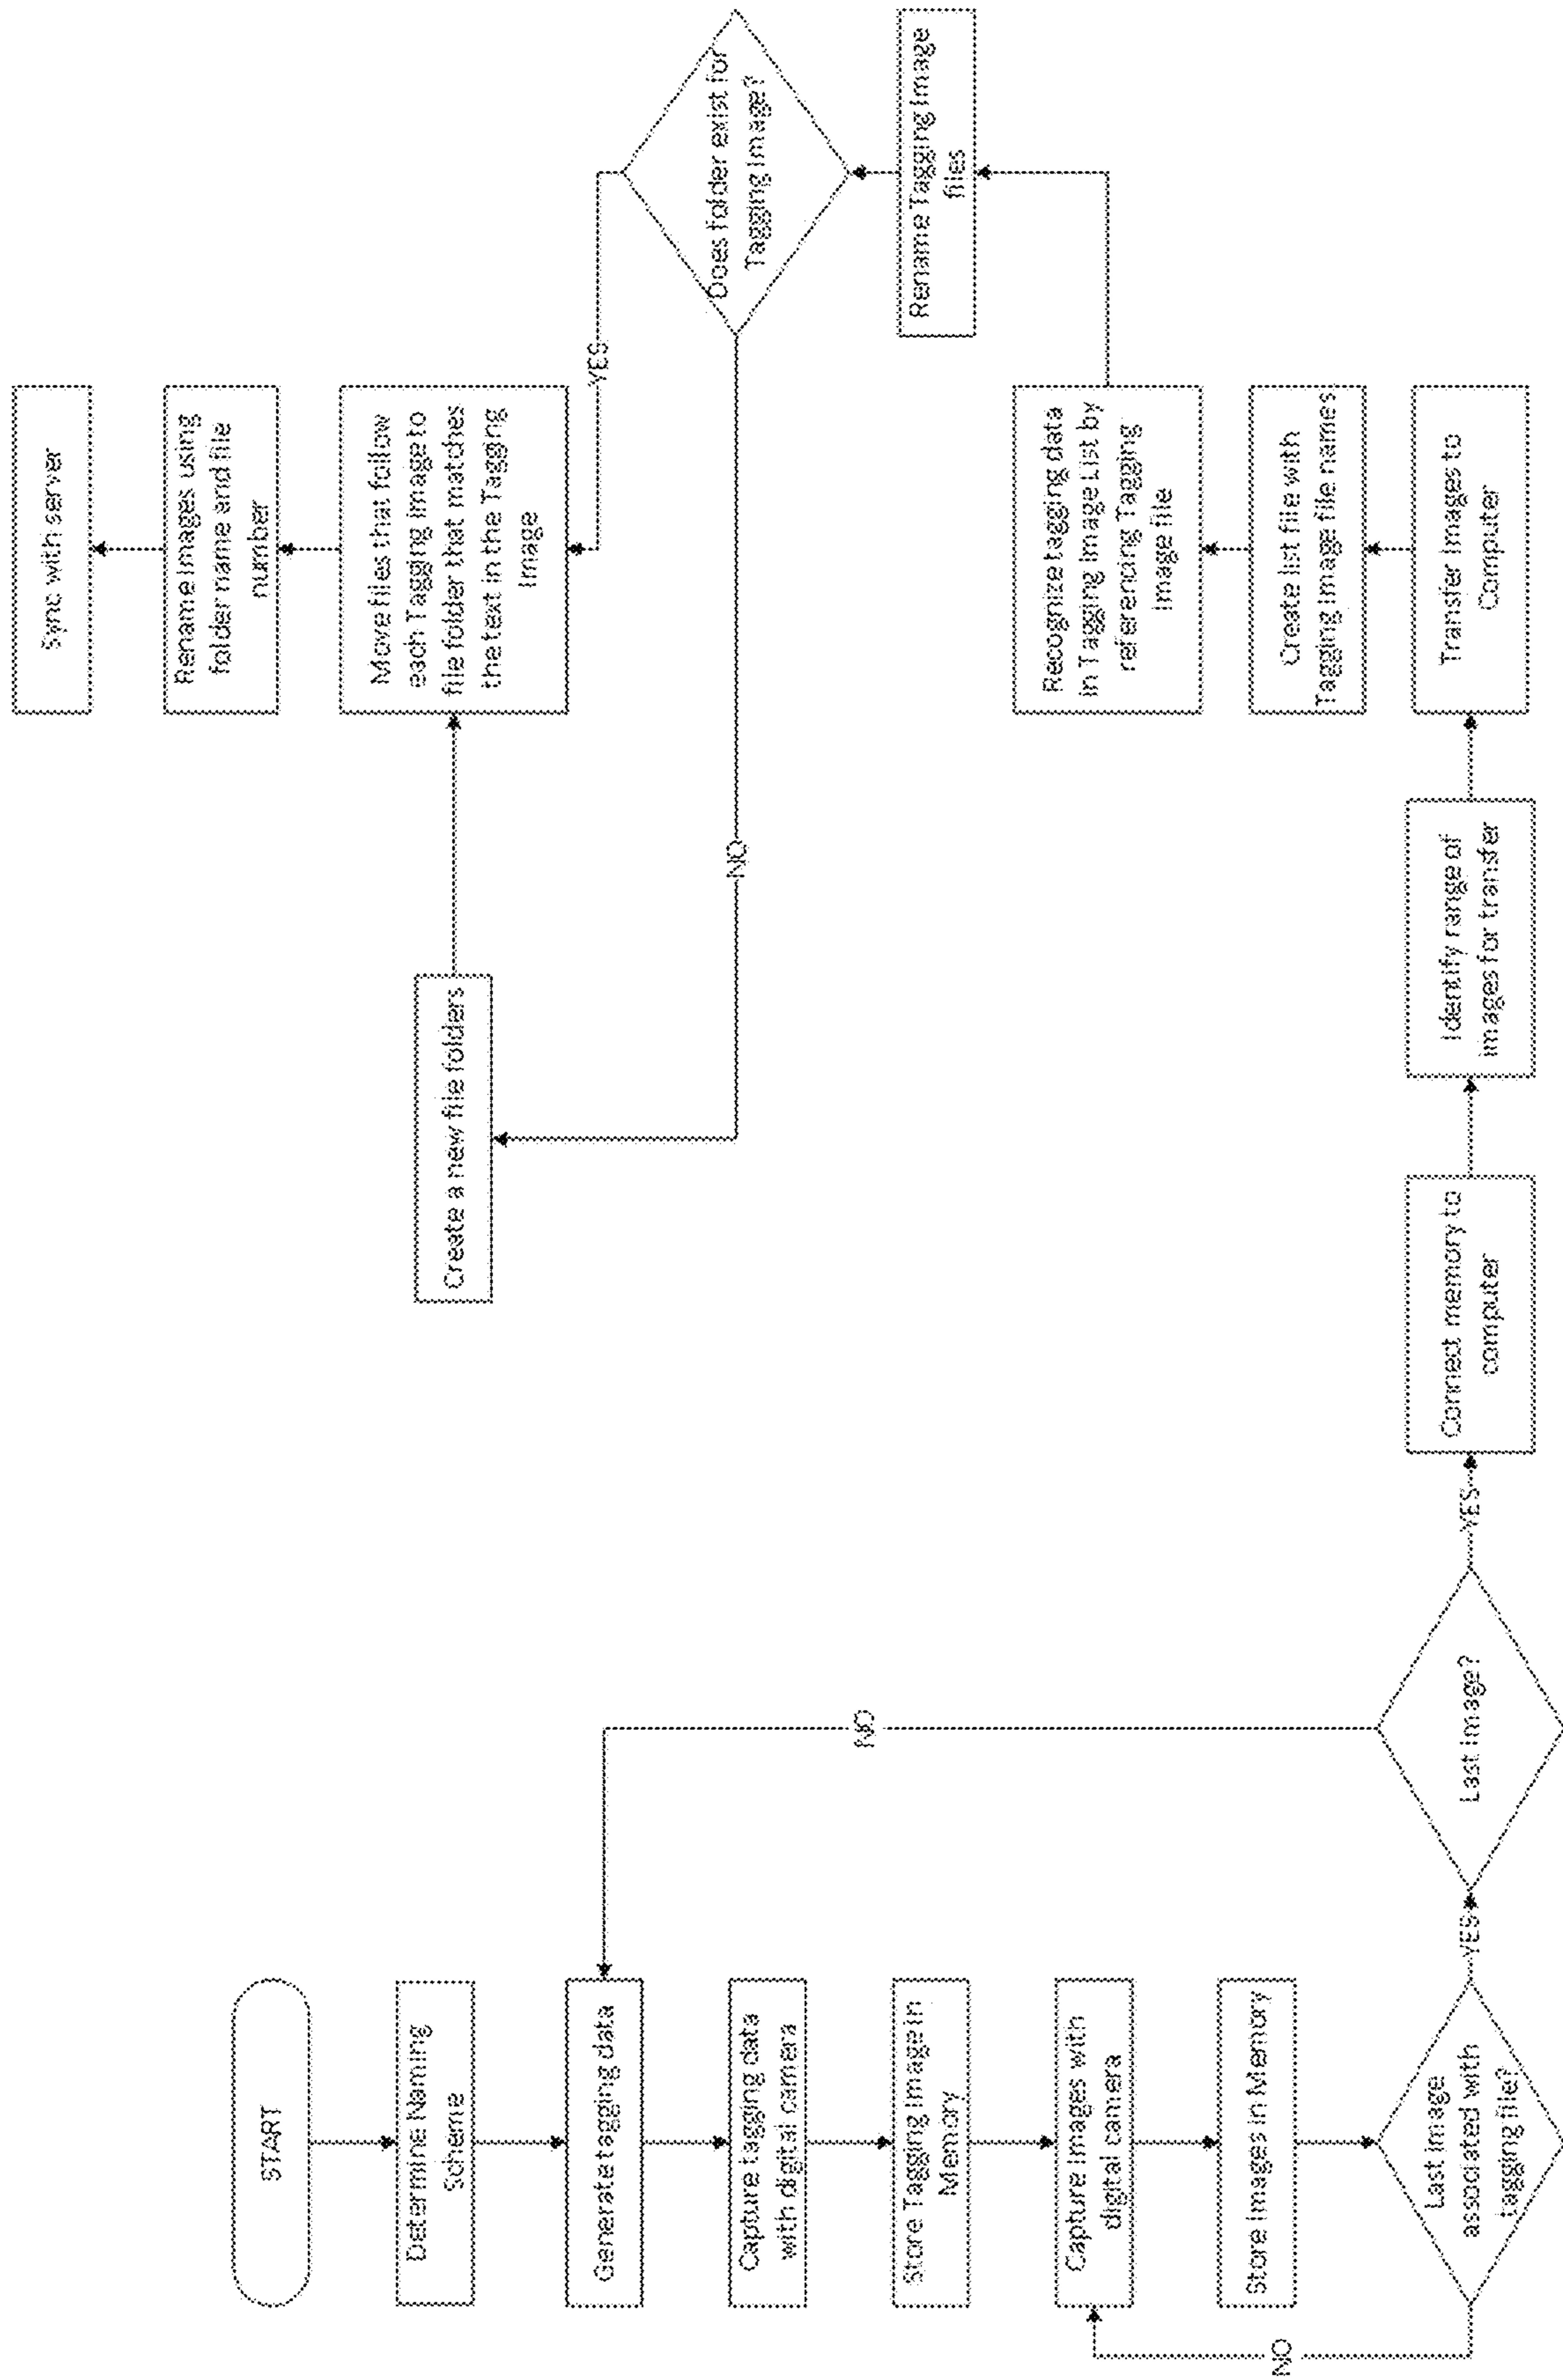 START
Determine Naming
Scheme
Generate tagging data
Capture tagging data
with digital camera
Store Tagging Image in
Memory
Capture Images with
digital camera
Store Images in Memory
Last Image
associated with
tagging file?
NO
YES
Last Image?
NO
YES
Connect memory to
computer
Identify range of
images for transfer
Transfer Images to
Computer
Create list file with
Tagging Image file names
Recognize tagging data
in Tagging Image List by
referencing Tagging
Image file
Rename Tagging Image
files
Does folder exist for
Tagging Image?
NO
YES
Create a new file folders
Move files that follow
each Tagging Image to
file folder that matches
the text in the Tagging
Image
Rename Images using
folder name and file
number
Sync with server